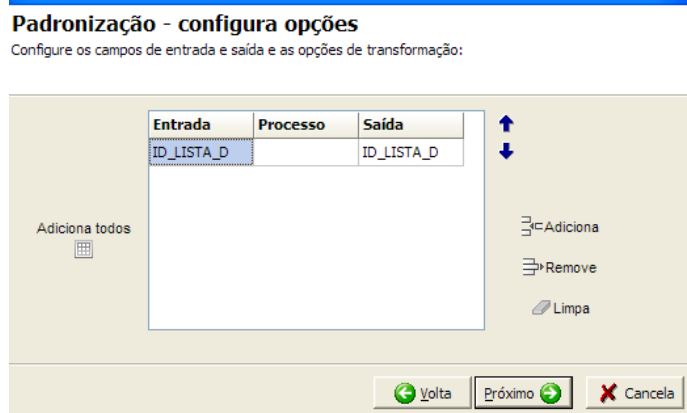 Padronização - configura opções
Configure os campos de entrada e saída e as opções de transformação:
Entrada Processo Saída
ID_LISTA_D ID_LISTA_D
Adiciona todos
Adiciona
Remove
Limpa
Volta Próximo Cancela